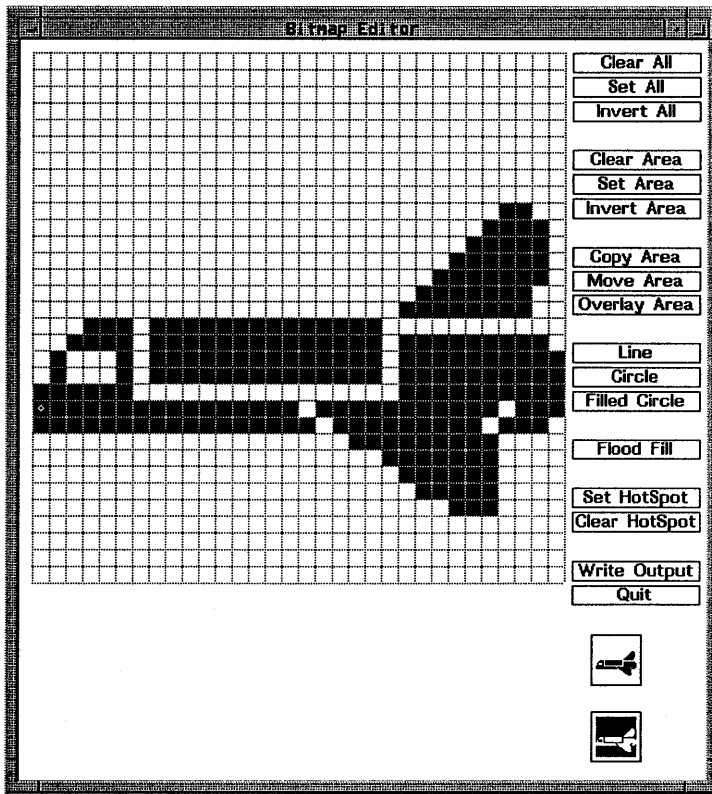 Bitmap Editor
Clear All
Set All
Invert All
Clear Area
Set Area
Invert Area
Copy Area
Move Area
Overlay Area
Line
Circle
Filled Circle
Flood Fill
Set HotSpot
Clear HotSpot
Write Output
Quit